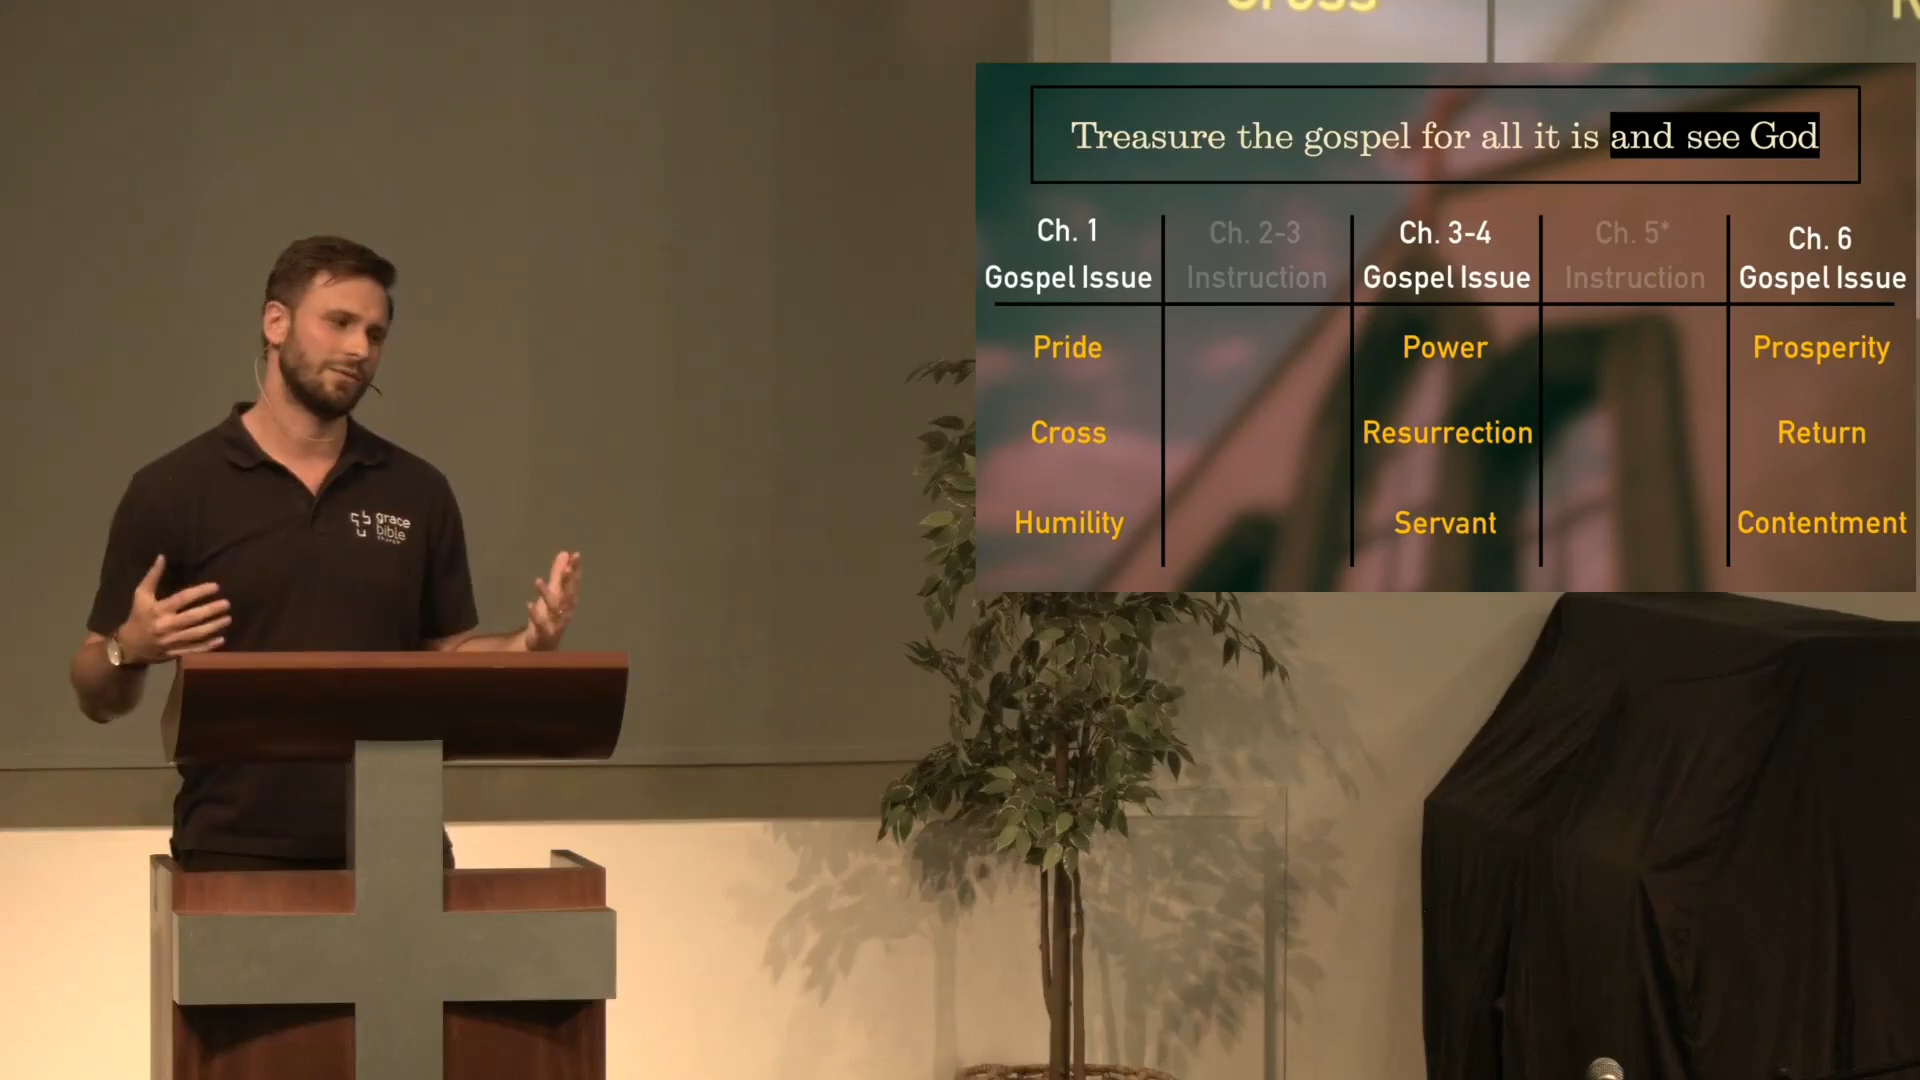 Cross
Treasure the gospel for all it is and see God
Ch. 1
Gospel Issue
Ch. 2-3
Instruction
Ch. 3-4
Gospel Issue
Ch. 5*
Instruction
Ch. 6
Gospel Issue
Pride
Power
Prosperity
Cross
Resurrection
Return
Humility
Servant
Contentment
grace
bible